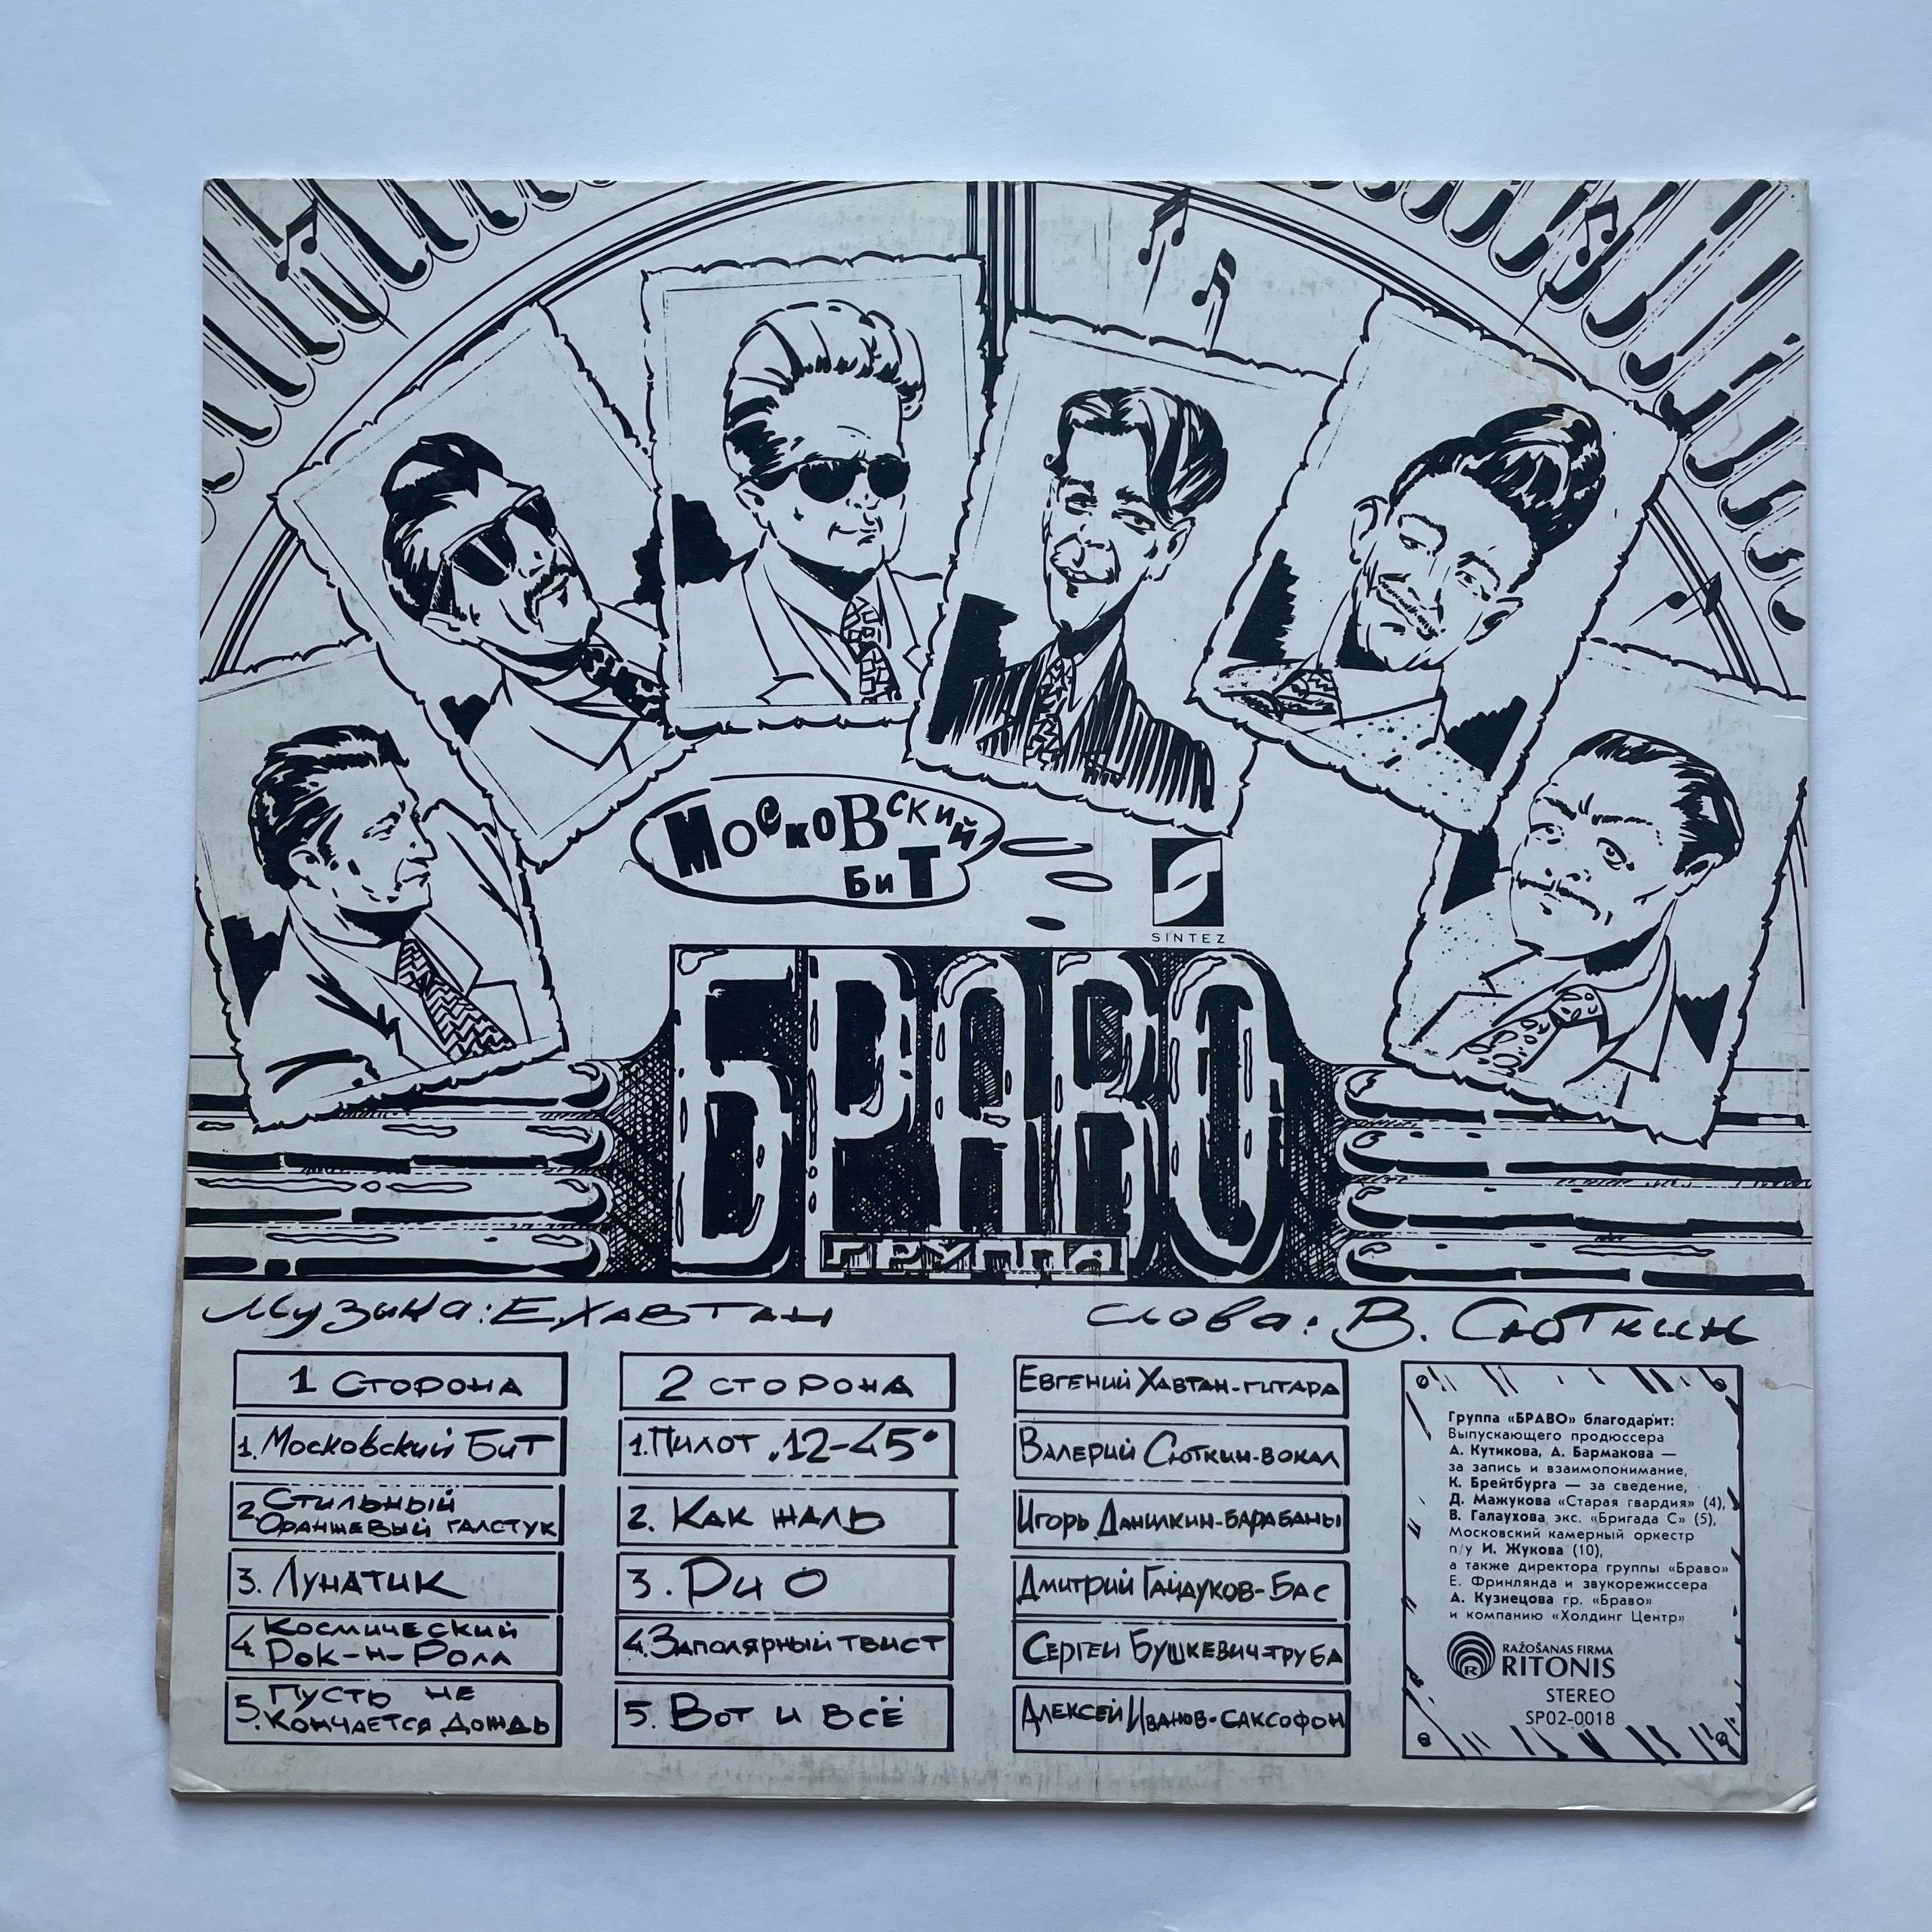 МосКоВский
БиТ
SINTEZ
БРАВО
ГРУППА
Музыка: Е. Хавтан
слова: В. Сюткин
1 Сторона
1. Московский Бит
2. Стильный
Оранжевый галстук
3. Лунатик
4. Космический
Рок-н-Ролл
5. Пусть не
кончается дождь
2 сторона
1. Пилот "12-45"
2. Как жаль
3. Рио
4. Заполярный твист
5. Вот и всё
Евгений Хавтан-гитара
Валерий Сюткин-вокал
Игорь Данилкин-барабаны
Дмитрий Гайдуков-Бас
Сергей Бушкевич-труба
Алексей Иванов-саксофон
Группа «БРАВО» благодарит:
Выпускающего продюссера
А. Кутикова, А. Бармакова —
за запись и взаимопонимание,
К. Брейтбурга — за сведение,
Д. Мажукова «Старая гвардия» (4),
В. Галаухова экс. «Бригада С» (5),
Московский камерный оркестр
п/у И. Жукова (10),
а также директора группы «Браво»
Е. Фринлянда и звукорежиссера
А. Кузнецова гр. «Браво»
и компанию «Холдинг Центр»
RAŽOŠANAS FIRMA
R RITONIS
STEREO
SP02-0018